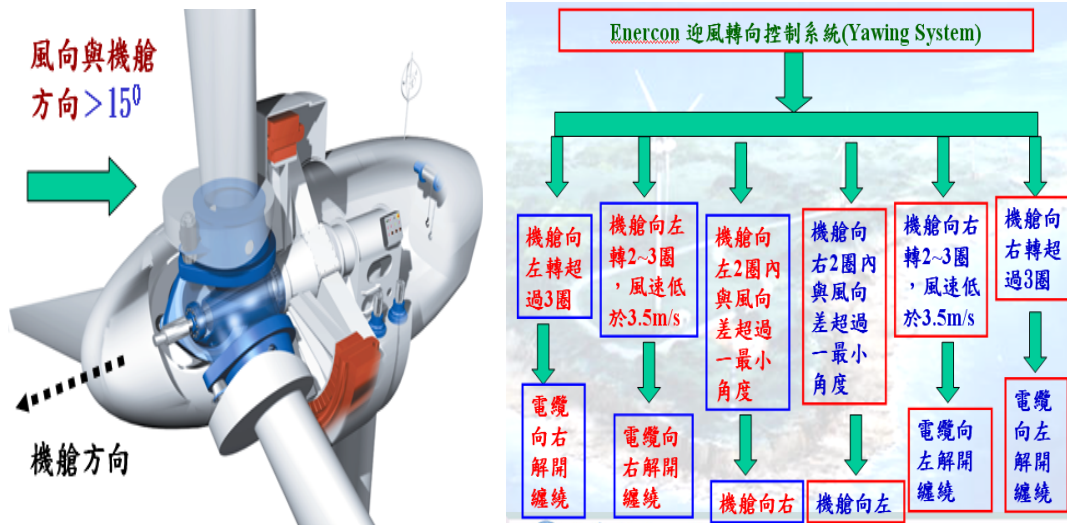 風向與機艙
方向＞15⁰
機艙方向
Enercon 迎風轉向控制系統(Yawing System)
機艙向
左轉超
過3圈
機艙向左
轉2~3圈
，風速低
於3.5m/s
機艙向
左2圈內
與風向
差超過
一最小
角度
機艙向
右2圈內
與風向
差超過
一最小
角度
機艙向右
轉2~3圈
，風速低
於3.5m/s
機艙向
右轉超
過3圈
電纜
向右
解開
纏繞
電纜向
右解開
纏繞
機艙向右
機艙向左
電纜向
左解開
纏繞
電纜
向左
解開
纏繞